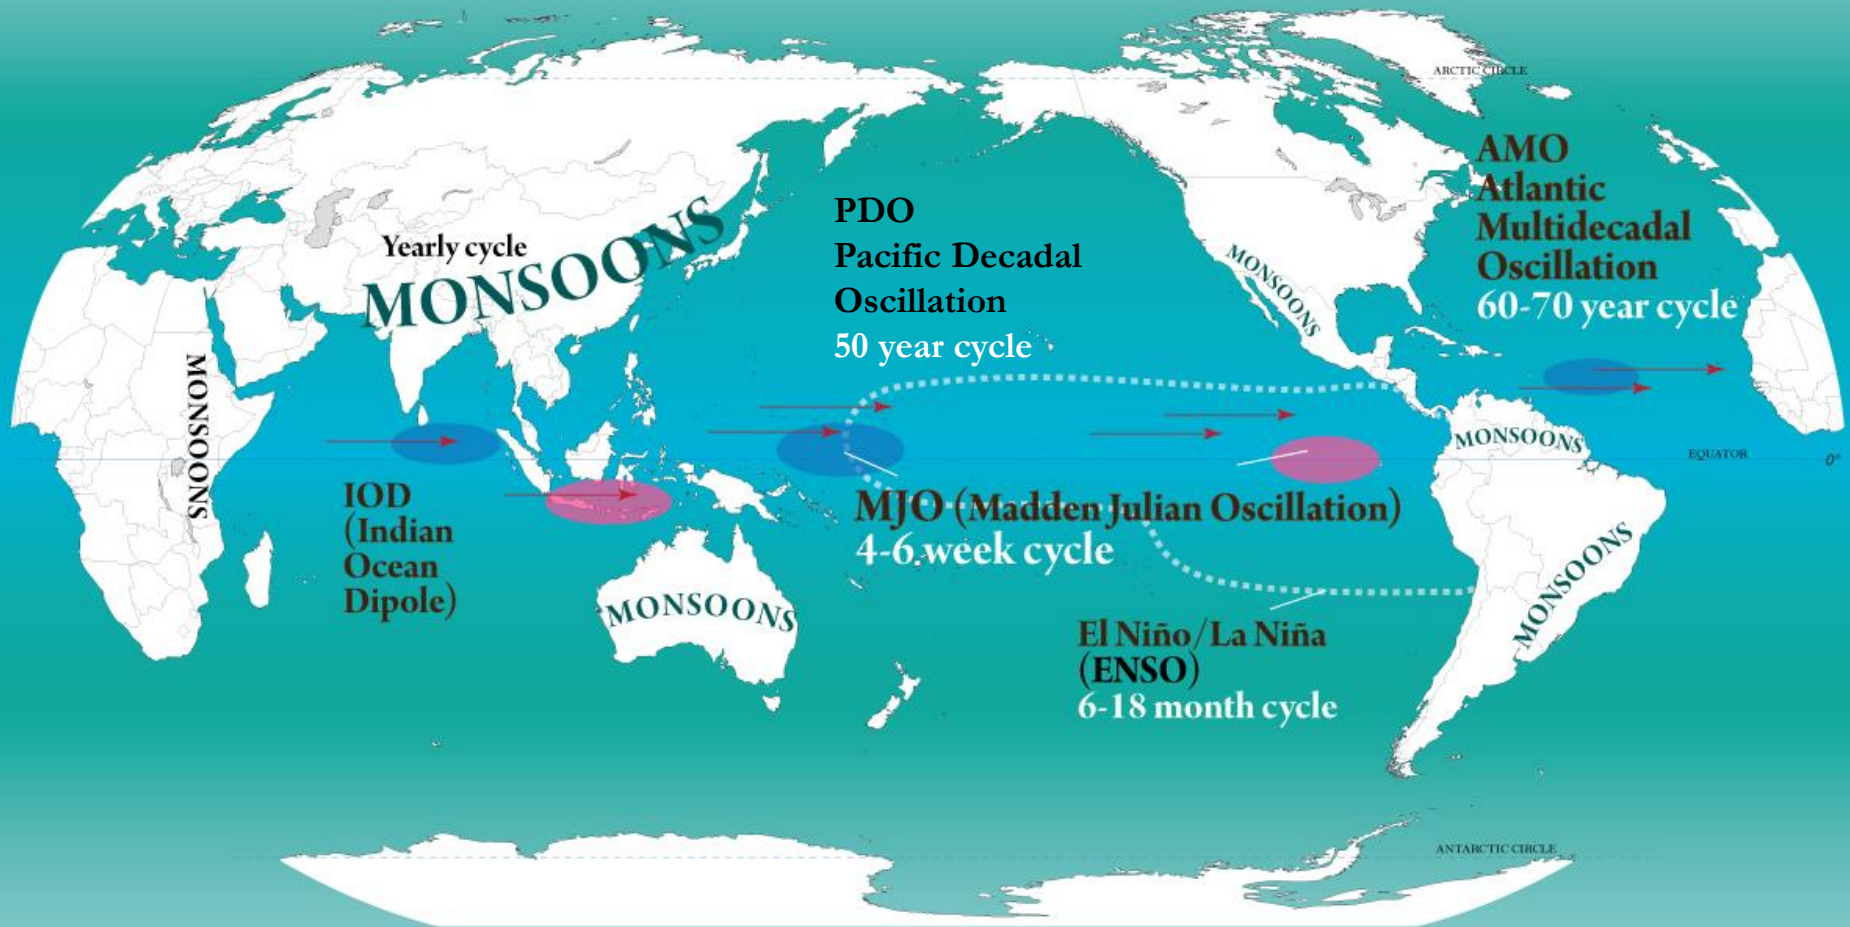 ARCTIC CIRCLE
AMO
Atlantic
Multidecadal
Oscillation
60-70 year cycle
PDO
Pacific Decadal
Oscillation
50 year cycle
Yearly cycle
MONSOONS
MONSOONS
MONSOONS
MONSOONS
EQUATOR
0°
IOD
(Indian
Ocean
Dipole)
MJO (Madden Julian Oscillation)
4-6 week cycle
MONSOONS
MONSOONS
El Niño/La Niña
(ENSO)
6-18 month cycle
ANTARCTIC CIRCLE